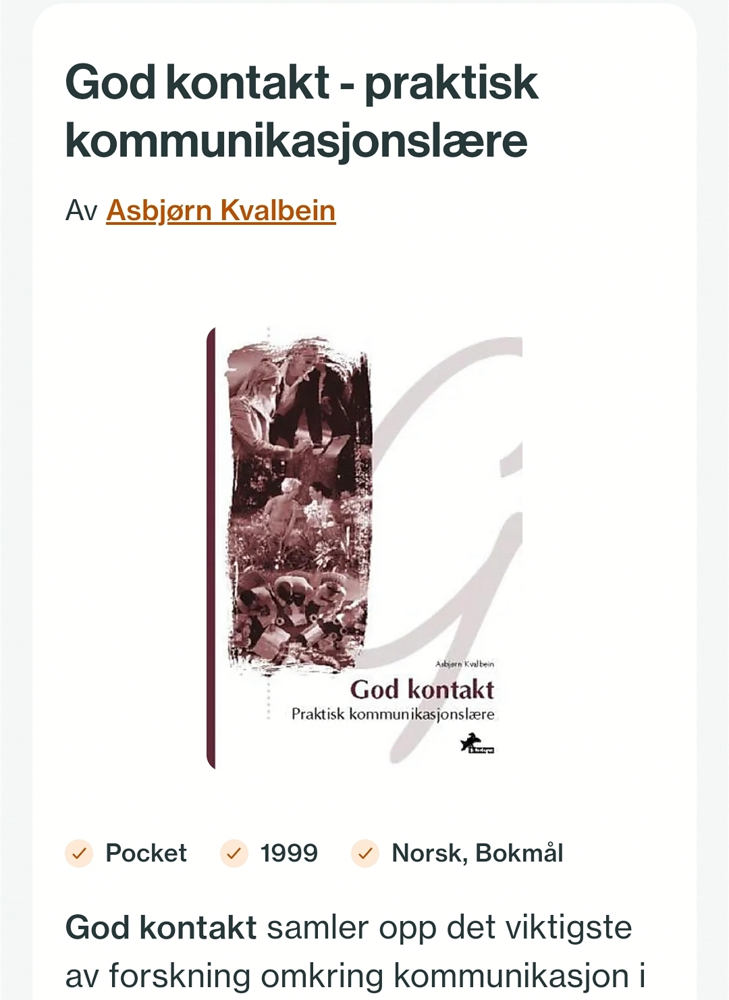 God kontakt - praktisk
kommunikasjonslære
Av Asbjørn Kvalbein
Asbjørn Kvalbein
God kontakt
Praktisk kommunikasjonslære
Pocket
1999
Norsk, Bokmål
God kontakt samler opp det viktigste
av forskning omkring kommunikasjon i